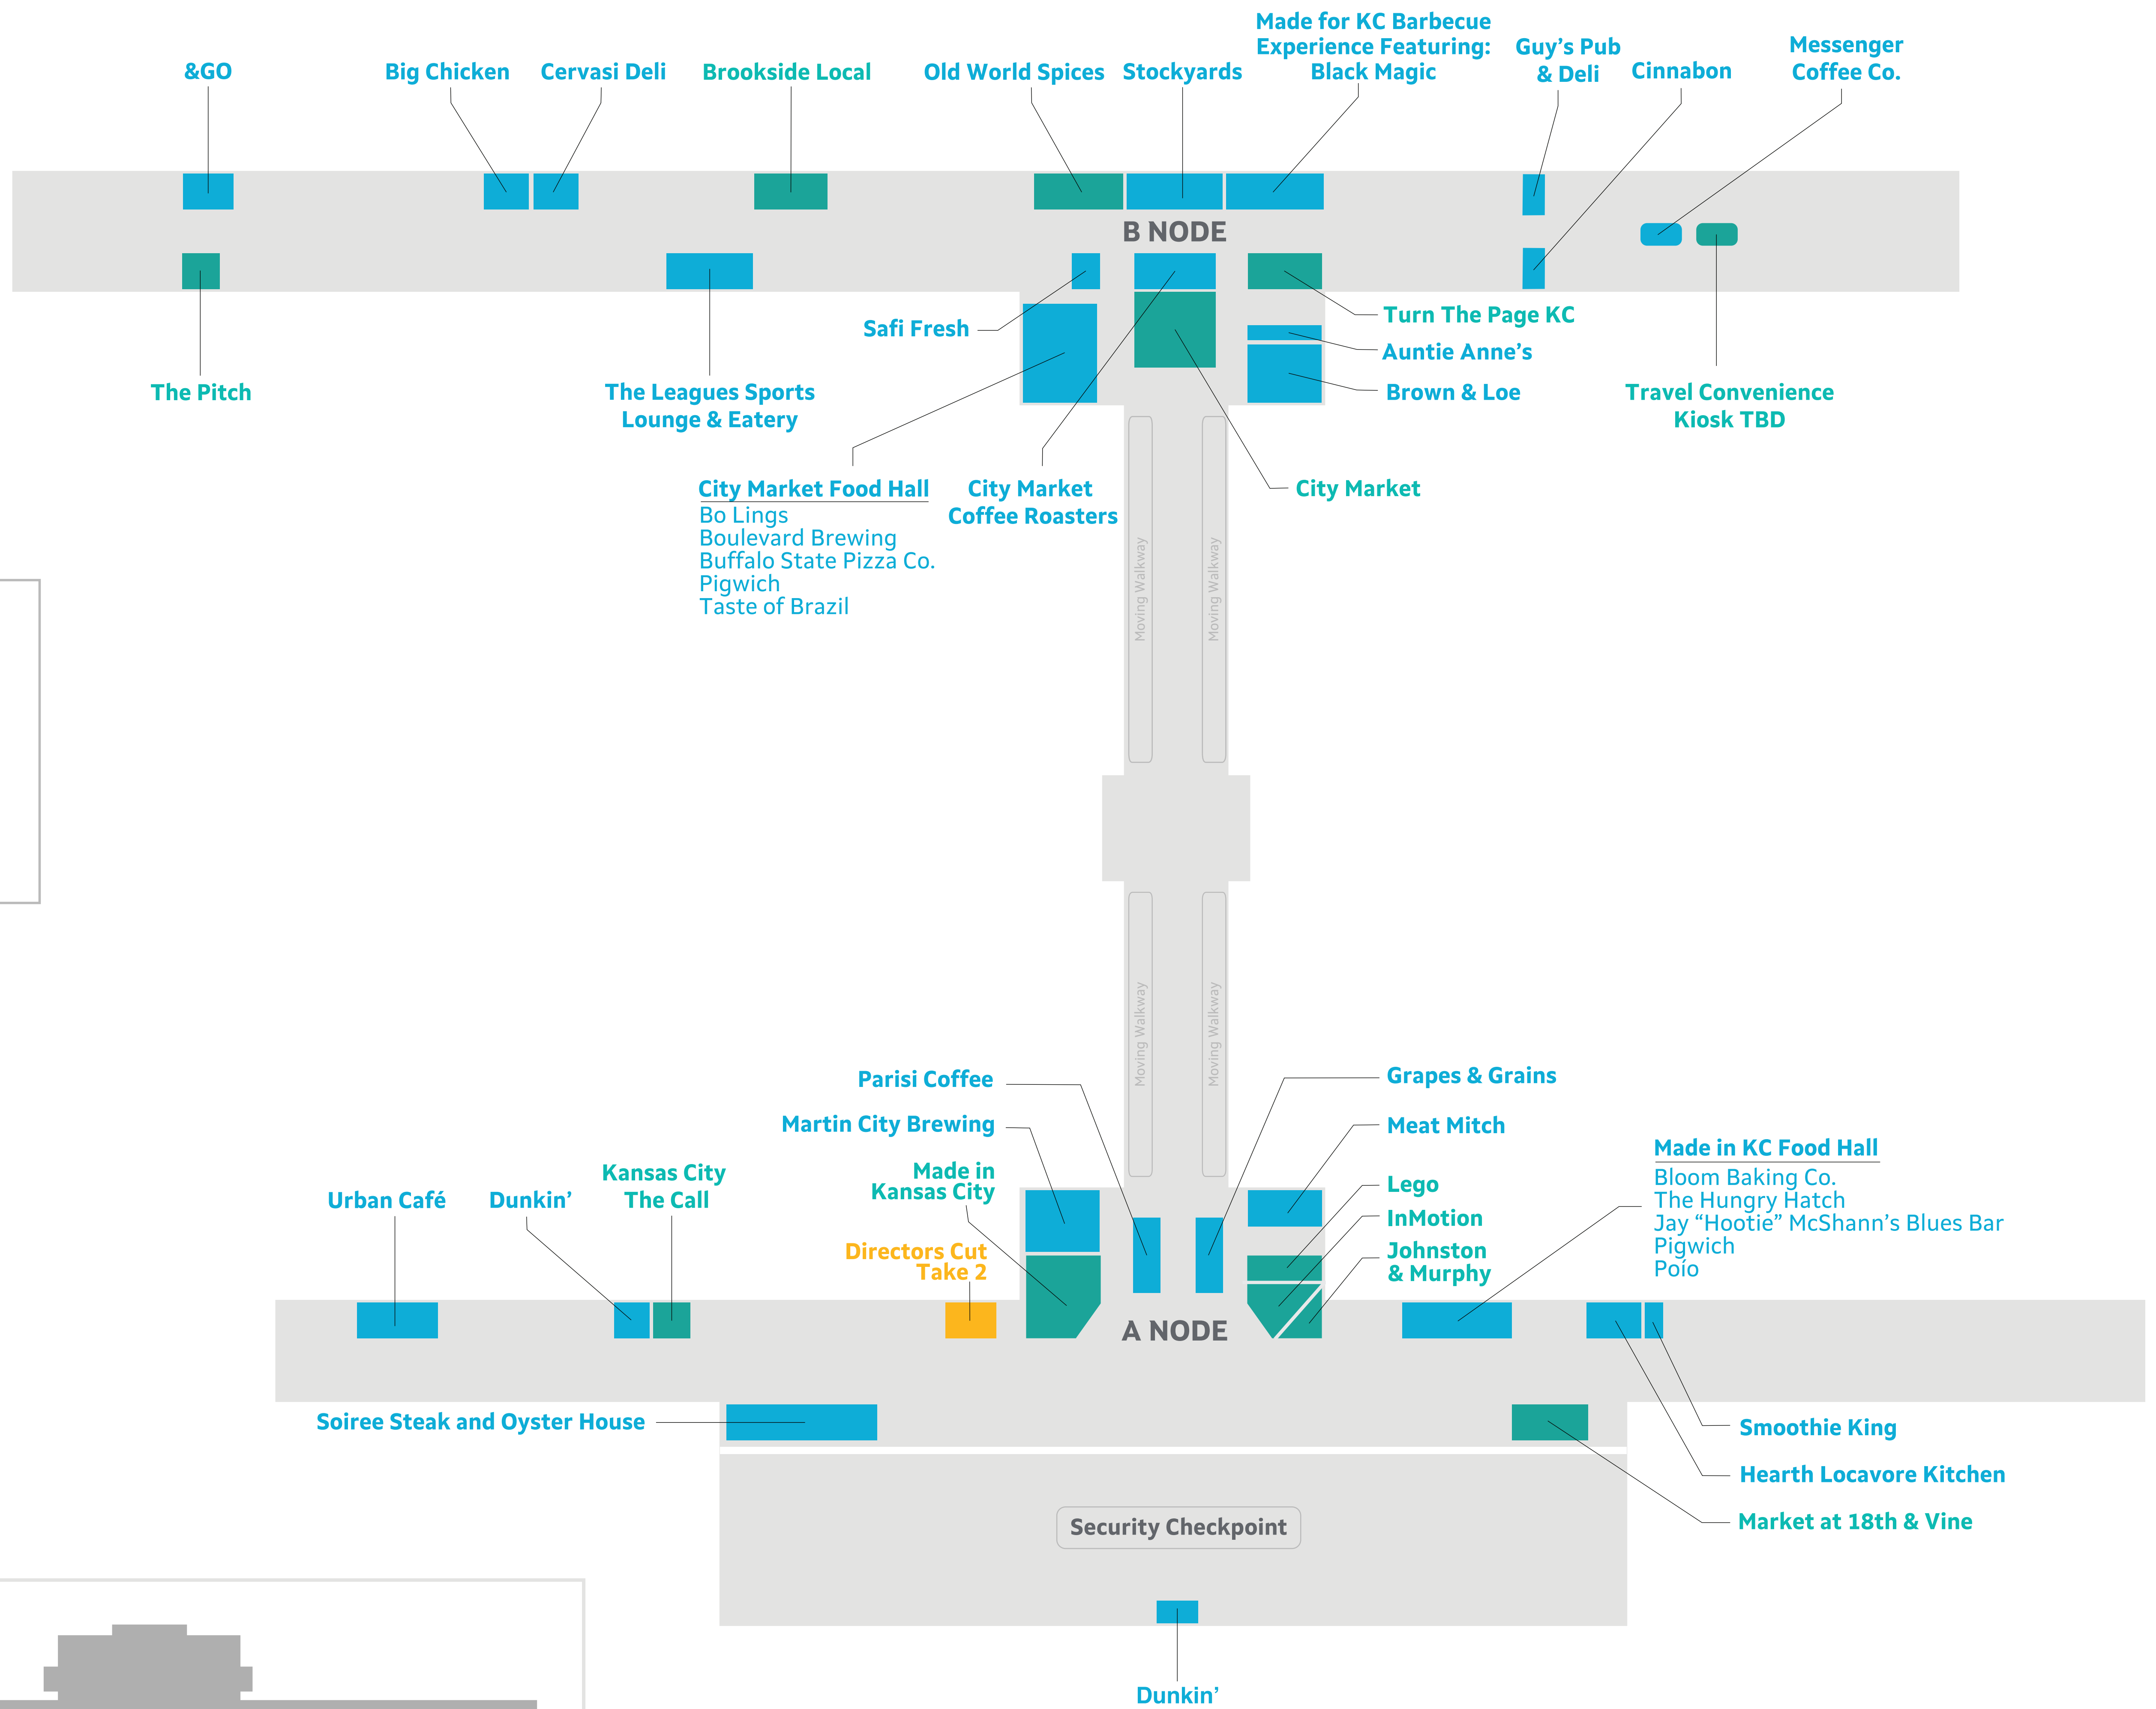 Made for KC Barbecue
Experience Featuring:
Black Magic
Guy’s Pub
& Deli
Messenger
Coffee Co.
&GO
Big Chicken
Cervasi Deli
Brookside Local
Old World Spices
Stockyards
Cinnabon
B NODE
Safi Fresh
Turn The Page KC
Auntie Anne’s
Brown & Loe
The Pitch
The Leagues Sports
Lounge & Eatery
Travel Convenience
Kiosk TBD
City Market Food Hall
Bo Lings
Boulevard Brewing
Buffalo State Pizza Co.
Pigwich
Taste of Brazil
City Market
Coffee Roasters
City Market
Moving Walkway
Moving Walkway
Moving Walkway
Moving Walkway
Parisi Coffee
Grapes & Grains
Martin City Brewing
Meat Mitch
Made in
Kansas City
Lego
InMotion
Johnston
& Murphy
Made in KC Food Hall
Bloom Baking Co.
The Hungry Hatch
Jay “Hootie” McShann’s Blues Bar
Pigwich
Poío
Urban Café
Dunkin’
Kansas City
The Call
Directors Cut
Take 2
A NODE
Soiree Steak and Oyster House
Smoothie King
Hearth Locavore Kitchen
Market at 18th & Vine
Security Checkpoint
Dunkin’